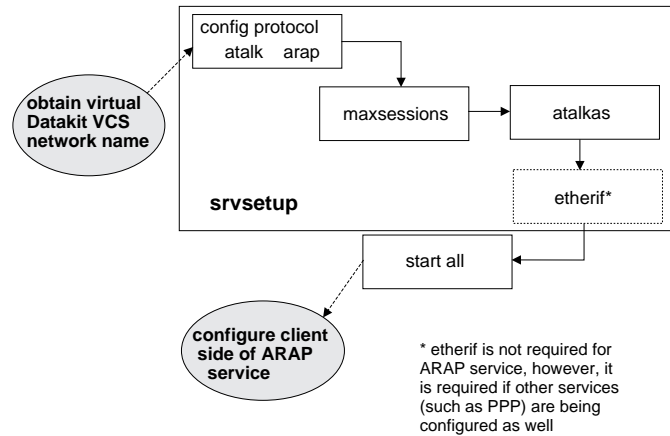 config protocol
atalk arap
obtain virtual
Datakit VCS
network name
maxsessions
atalkas
etherif*
srvsetup
start all
configure client
side of ARAP
service
* etherif is not required for
ARAP service, however, it
is required if other services
(such as PPP) are being
configured as well